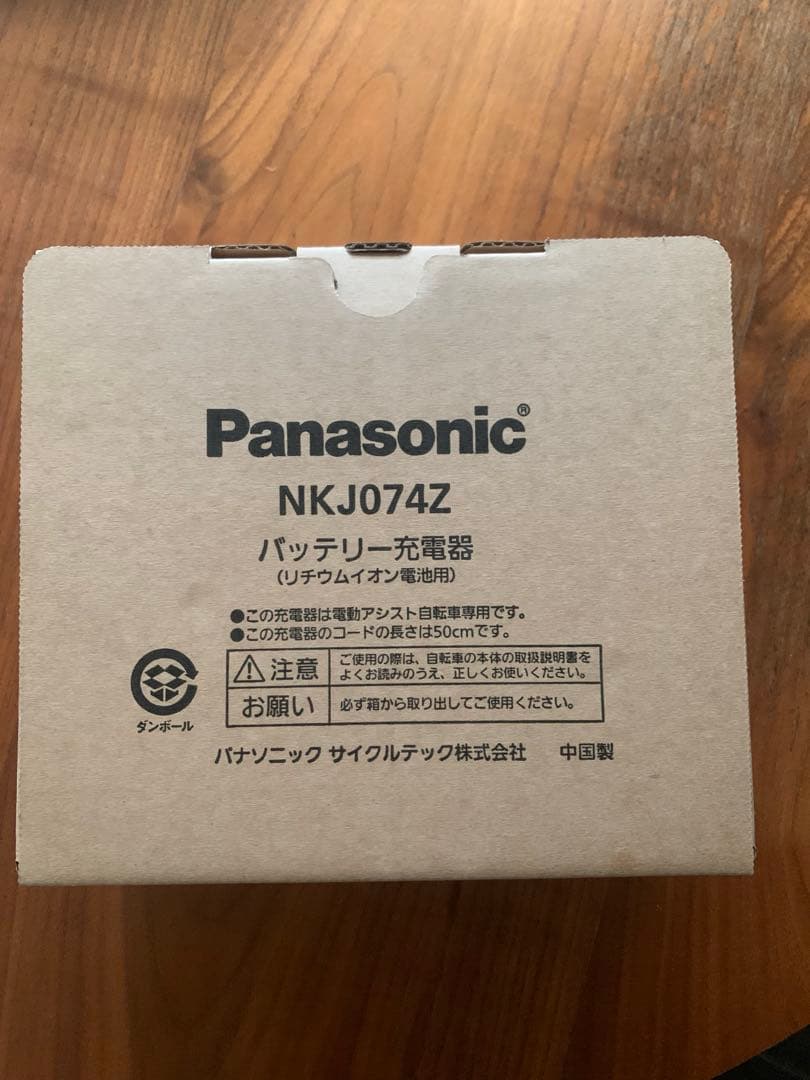 Panasonic®
NKJ074Z
バッテリー充電器
(リチウムイオン電池用)
●この充電器は電動アシスト自転車専用です。
●この充電器のコードの長さは50cmです。
注意
ご使用の際は、自転車の本体の取扱説明書を
よくお読みのうえ、正しくお使いください。
お願い
必ず箱から取り出してご使用ください。
ダンボール
パナソニック サイクルテック株式会社 中国製